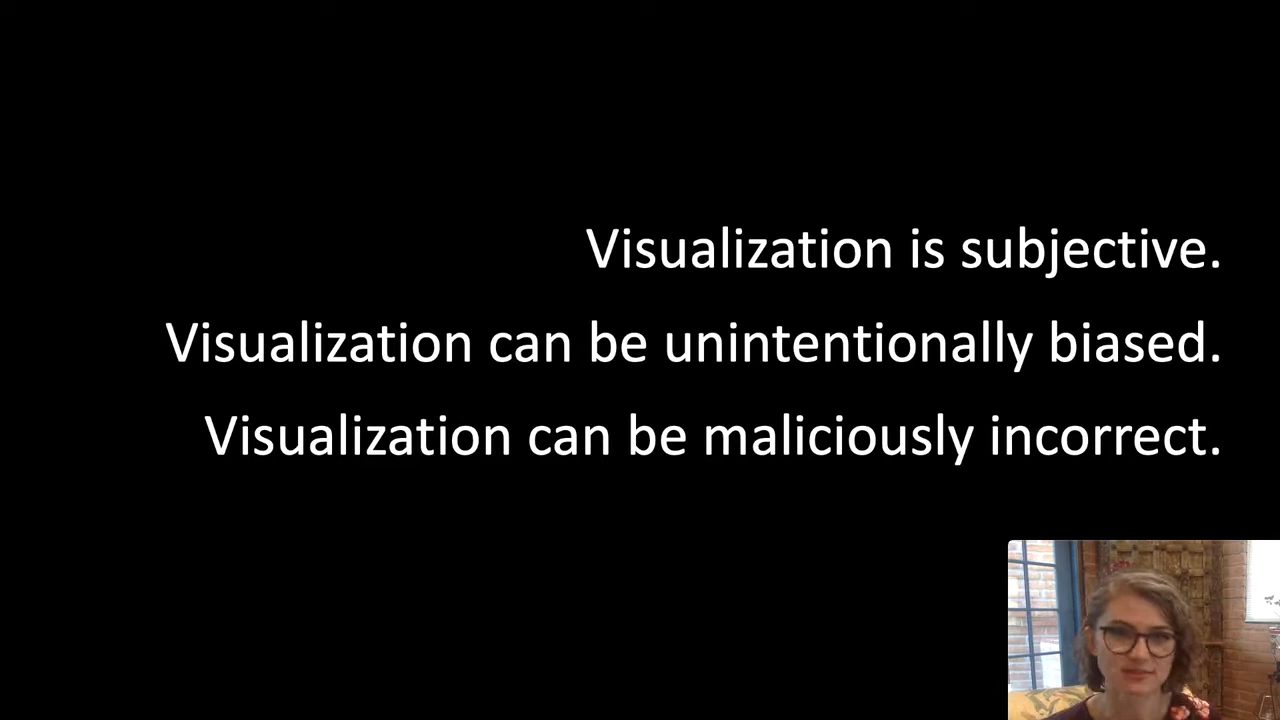 Visualization is subjective.
Visualization can be unintentionally biased.
Visualization can be maliciously incorrect.